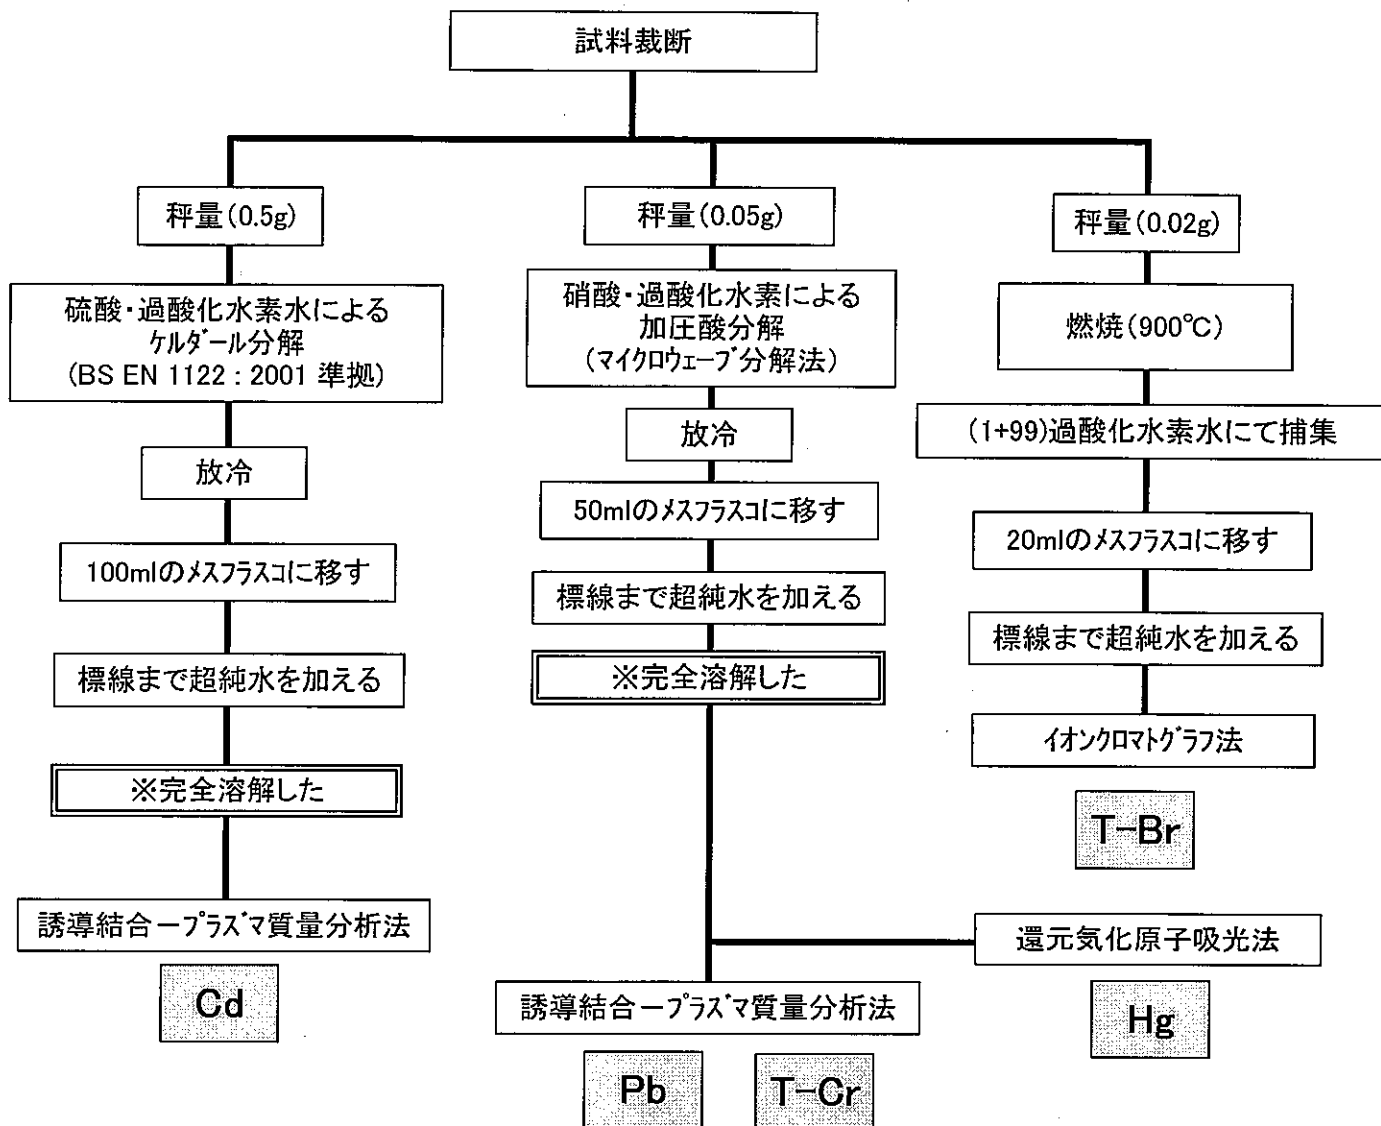 試料裁断
秤量(0.5g)
硫酸・過酸化水素水による
ｹﾙﾀﾞｰﾙ分解
(BS EN 1122 : 2001 準拠)
放冷
100mlのﾒｽﾌﾗｽｺに移す
標線まで超純水を加える
※完全溶解した
誘導結合ープラズマ質量分析法
Cd
秤量(0.05g)
硝酸・過酸化水素による
加圧酸分解
(ﾏｲｸﾛｳｪｰﾌﾞ分解法)
放冷
50mlのﾒｽﾌﾗｽｺに移す
標線まで超純水を加える
※完全溶解した
誘導結合ープラズマ質量分析法
Pb
T-Cr
還元気化原子吸光法
Hg
秤量(0.02g)
燃焼(900℃)
(1+99)過酸化水素水にて捕集
20mlのﾒｽﾌﾗｽｺに移す
標線まで超純水を加える
ｲｵﾝｸﾛﾏﾄｸﾞﾗﾌ法
T-Br